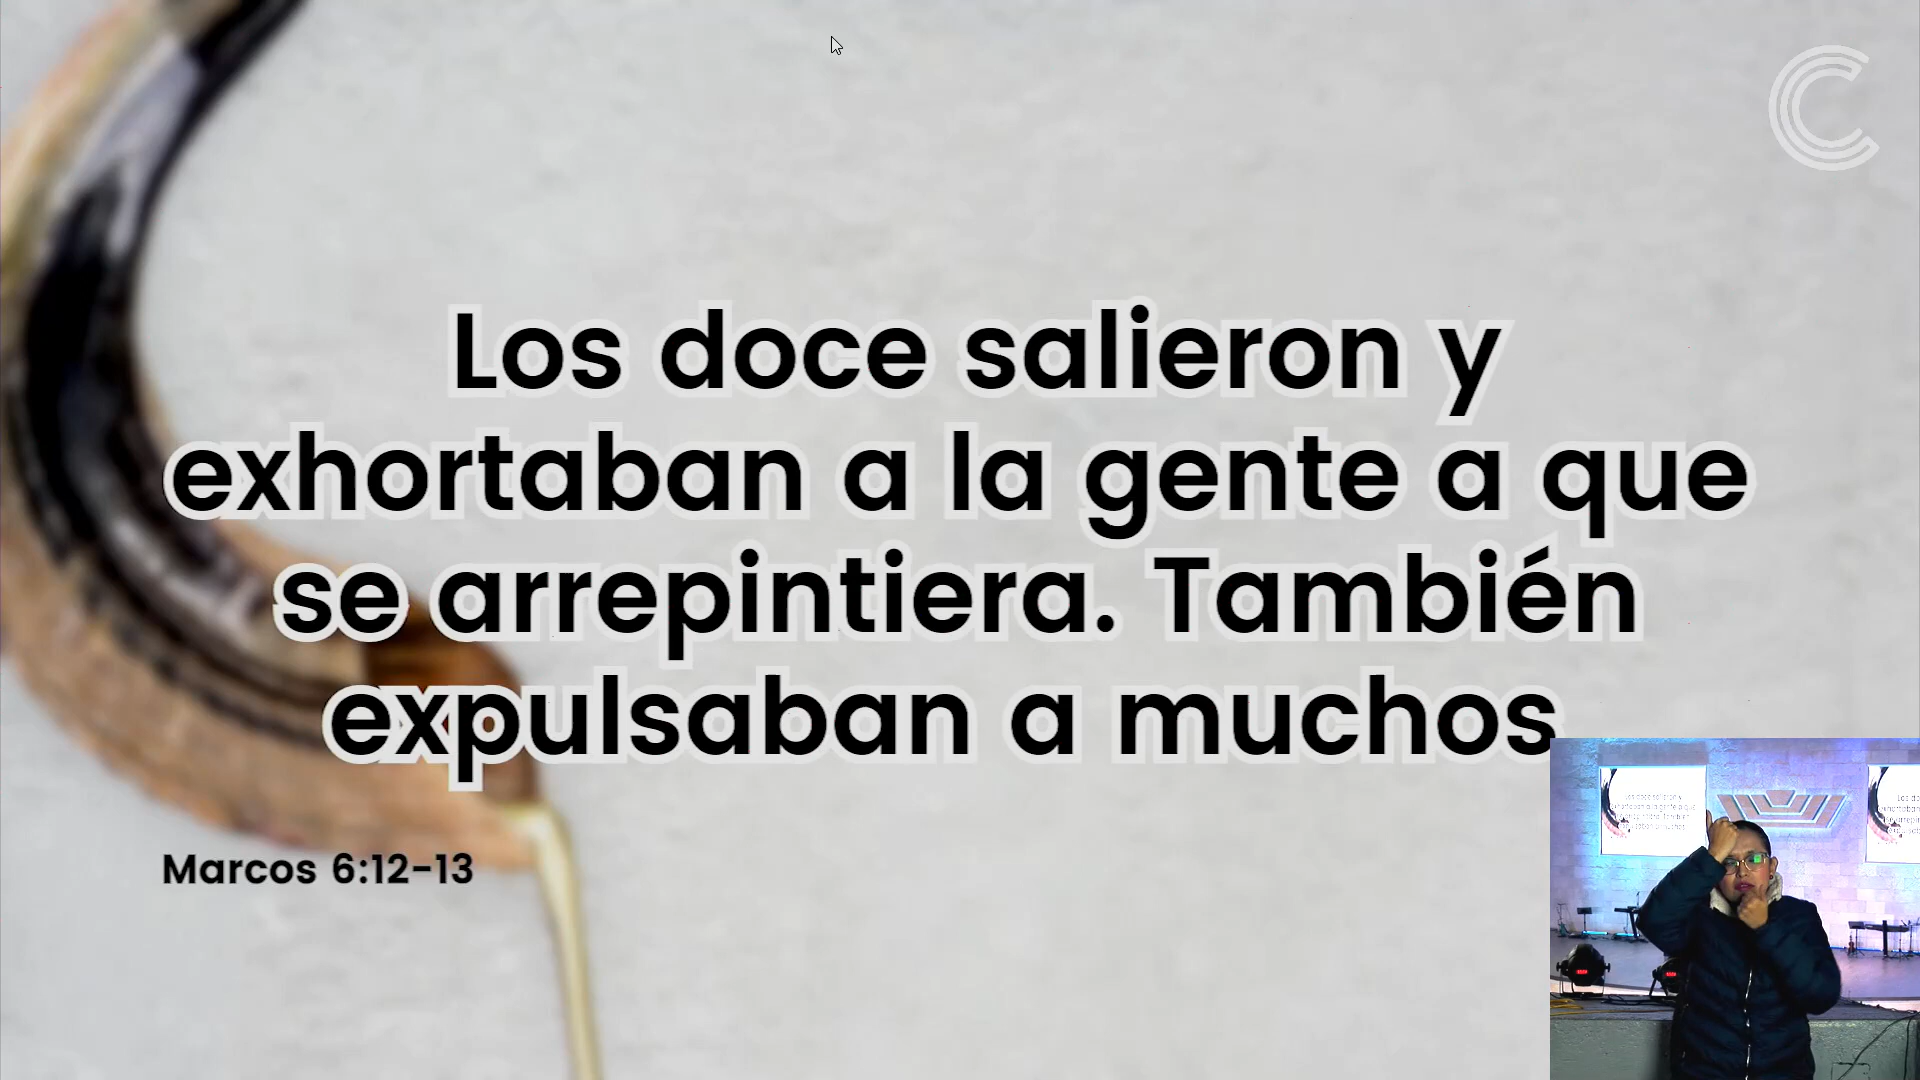 Los doce salieron y
exhortaban a la gente a que
se arrepintiera. También
expulsaban a muchos
Marcos 6:12-13